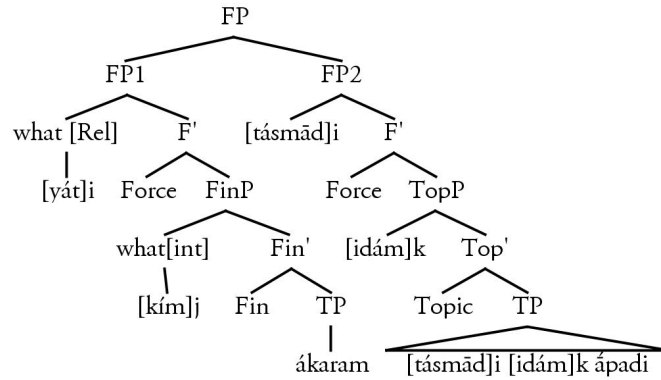 FP
FP1 FP2
what [Rel] F' [tásmād]i F'
[yát]i Force FinP Force TopP
what[int] Fin' [idám]k Top'
[kím]j Fin TP Topic TP
ákaram [tásmād]i [idám]k ā́padi